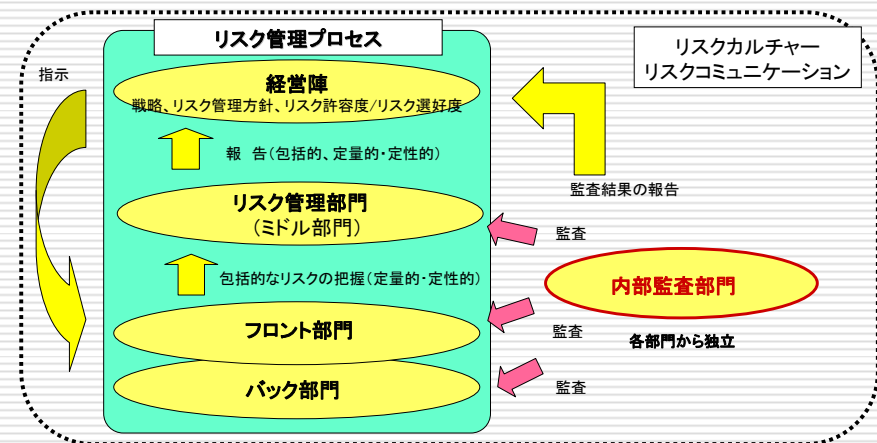 リスク管理プロセス
リスクカルチャー
リスクコミュニケーション
指示
経営陣
戦略、リスク管理方針、リスク許容度/リスク選好度
報　告(包括的、定量的・定性的)
監査結果の報告
リスク管理部門
(ミドル部門)
監査
包括的なリスクの把握(定量的・定性的)
内部監査部門
フロント部門
監査
各部門から独立
バック部門
監査